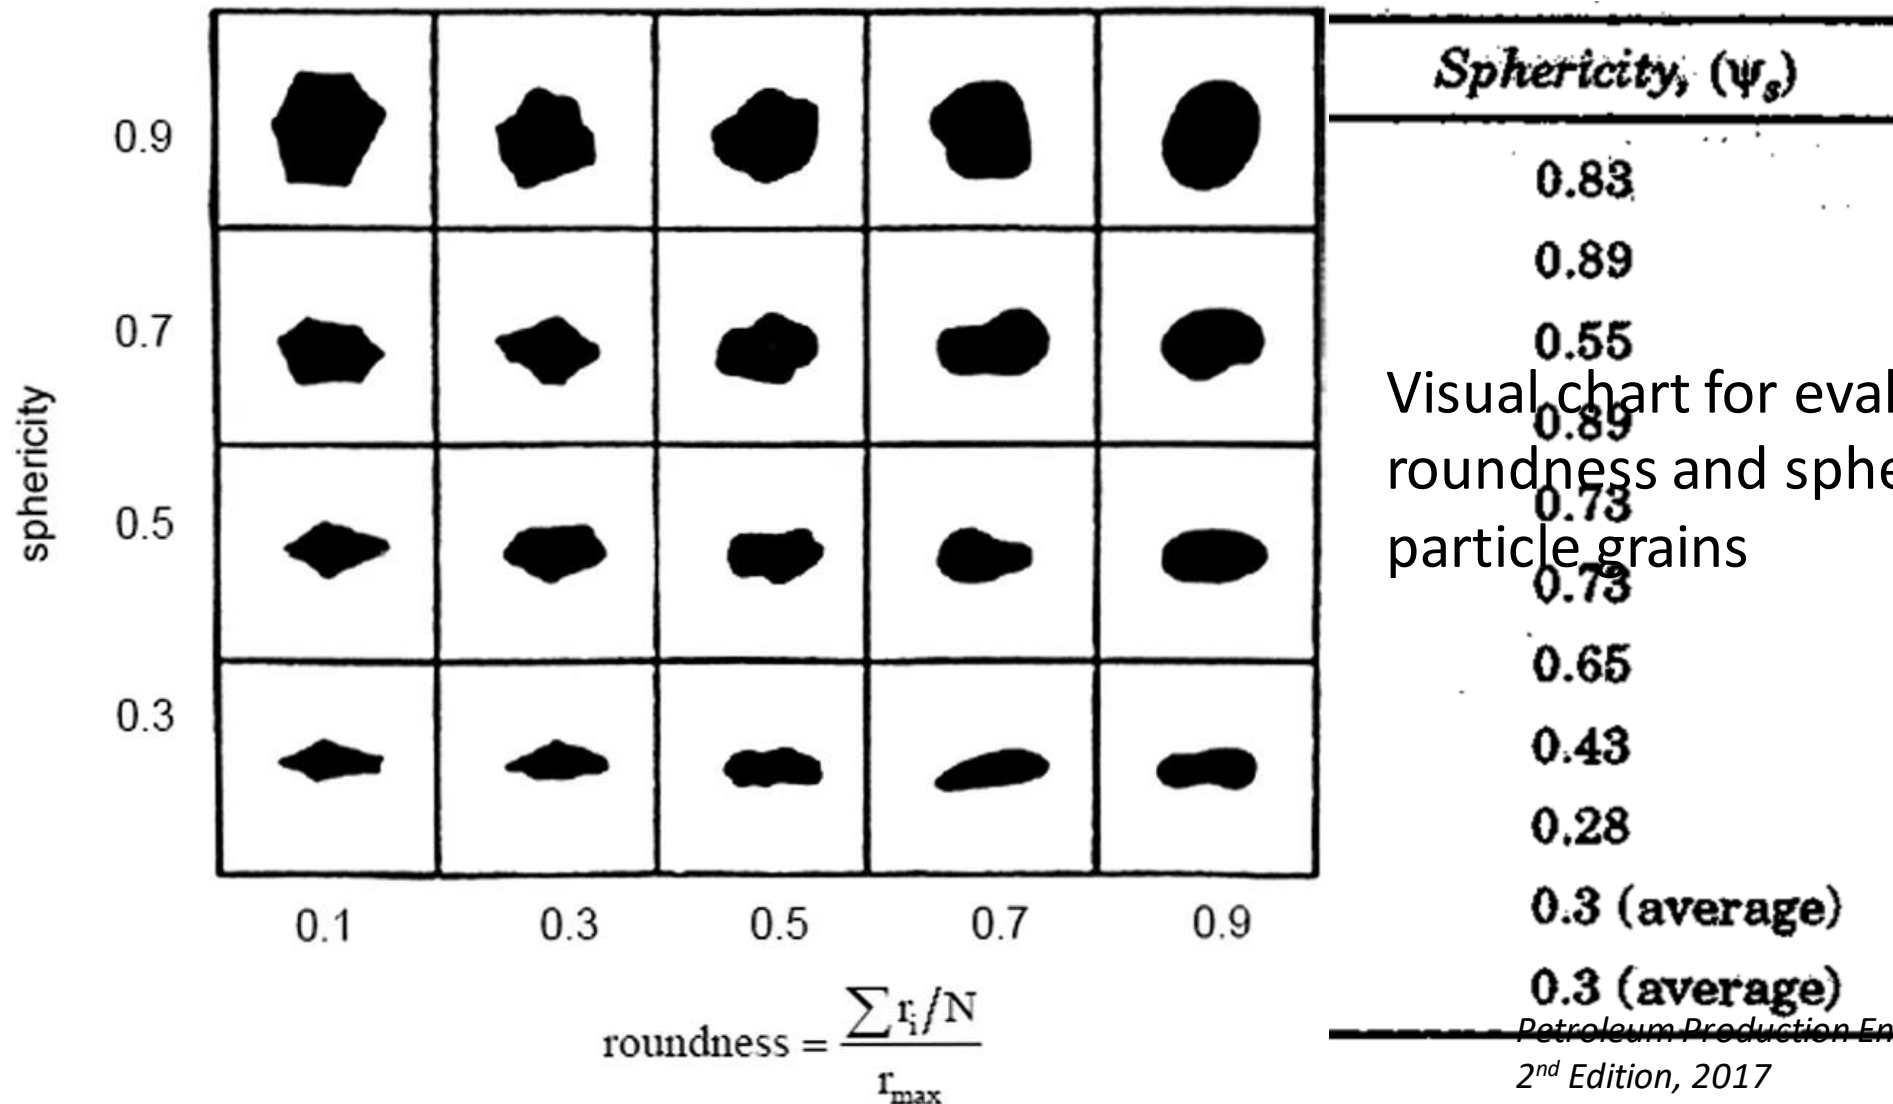 sphericity
0.9
0.7
0.5
0.3
0.1 0.3 0.5 0.7 0.9
roundness = ∑ rᵢ/N
rₘₐₓ
Sphericity, (ψₛ)
0.83
0.89
0.55
0.89
0.73
0.73
0.65
0.43
0.28
0.3 (average)
0.3 (average)
Visual chart for eval
roundness and sphe
particle grains
Petroleum Production En
2nd Edition, 2017